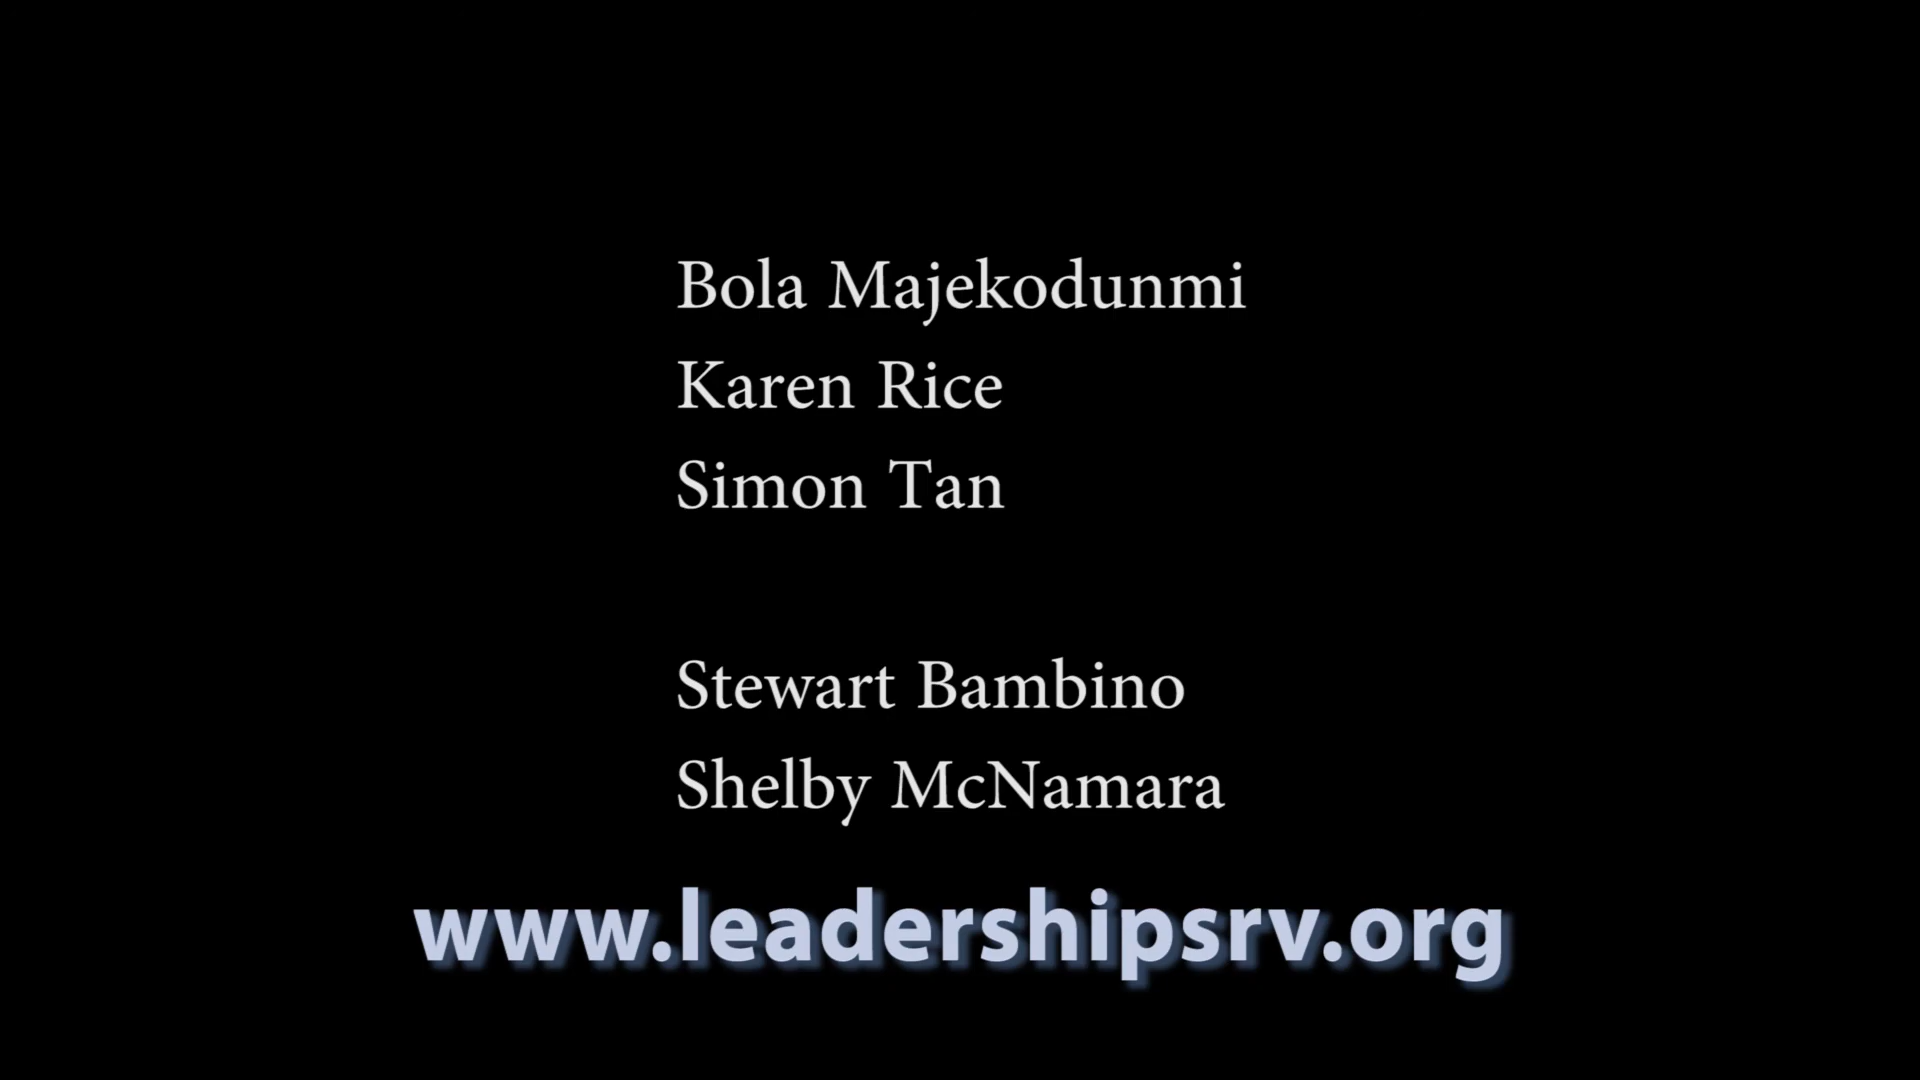 Bola Majekodunmi
Karen Rice
Simon Tan
Stewart Bambino
Shelby McNamara
www.leadershipsrv.org